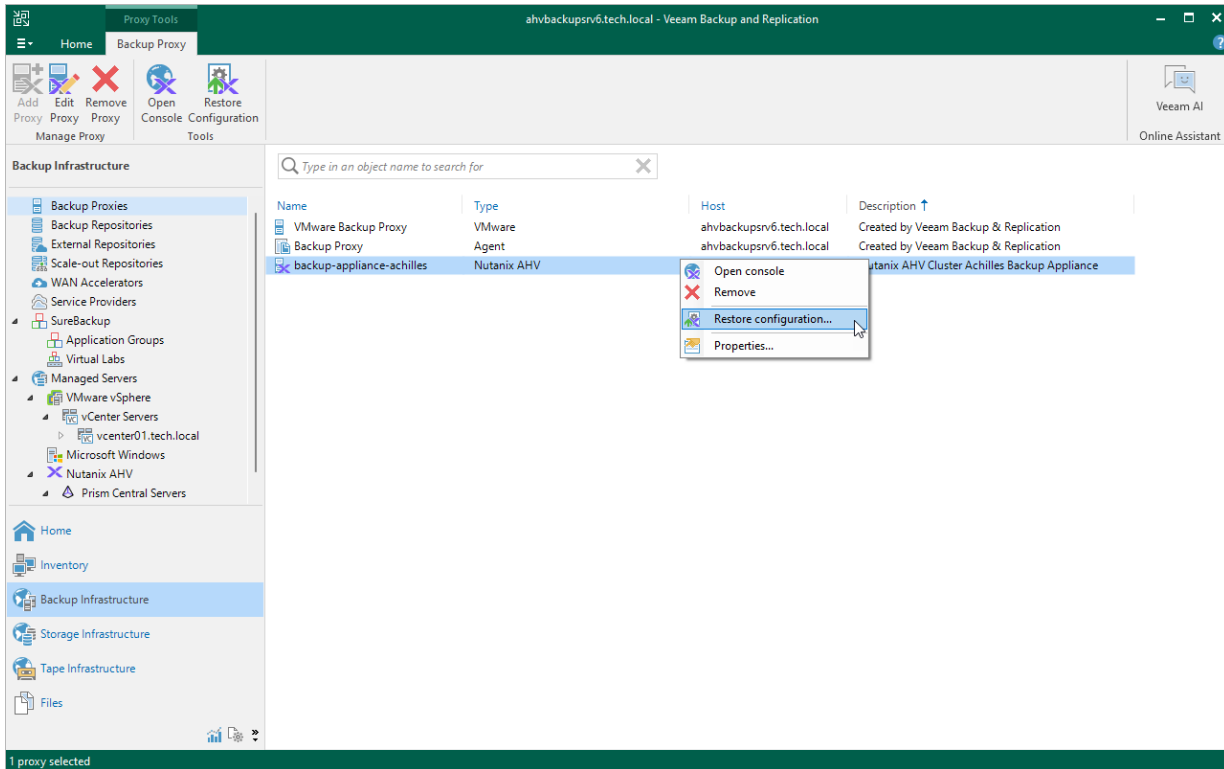 Proxy Tools
ahvbackupsrv6.tech.local - Veeam Backup and Replication
Home
Backup Proxy
Add Proxy
Edit Proxy
Remove Proxy
Open Console
Restore Configuration
Manage Proxy
Tools
Veeam AI
Online Assistant
Backup Infrastructure
Type in an object name to search for
Backup Proxies
Backup Repositories
External Repositories
Scale-out Repositories
WAN Accelerators
Service Providers
SureBackup
Application Groups
Virtual Labs
Managed Servers
VMware vSphere
vCenter Servers
vcenter01.tech.local
Microsoft Windows
Nutanix AHV
Prism Central Servers
Home
Inventory
Backup Infrastructure
Storage Infrastructure
Tape Infrastructure
Files
Name Type Host Description
VMware Backup Proxy VMware ahvbackupsrv6.tech.local Created by Veeam Backup & Replication
Backup Proxy Agent ahvbackupsrv6.tech.local Created by Veeam Backup & Replication
backup-appliance-achilles Nutanix AHV utanix AHV Cluster Achilles Backup Appliance
Open console
Remove
Restore configuration...
Properties...
1 proxy selected